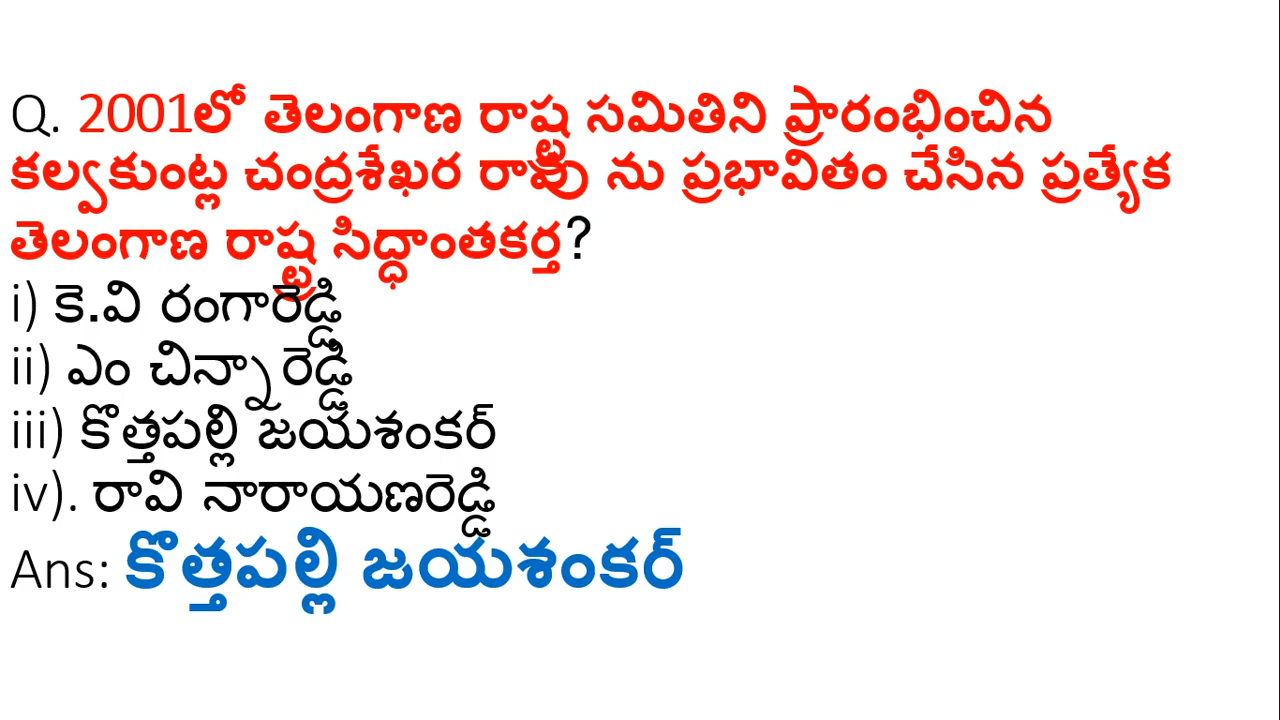 Q. 2001లో తెలంగాణ రాష్ట్ర సమితిని ప్రారంభించిన
కల్వకుంట్ల చంద్రశేఖర రావు ను ప్రభావితం చేసిన ప్రత్యేక
తెలంగాణ రాష్ట్ర సిద్ధాంతకర్త?
i) కె.వి రంగారెడ్డి
ii) ఎం చిన్నారెడ్డి
iii) కొత్తపల్లి జయశంకర్
iv). రావి నారాయణరెడ్డి
Ans: కొత్తపల్లి జయశంకర్